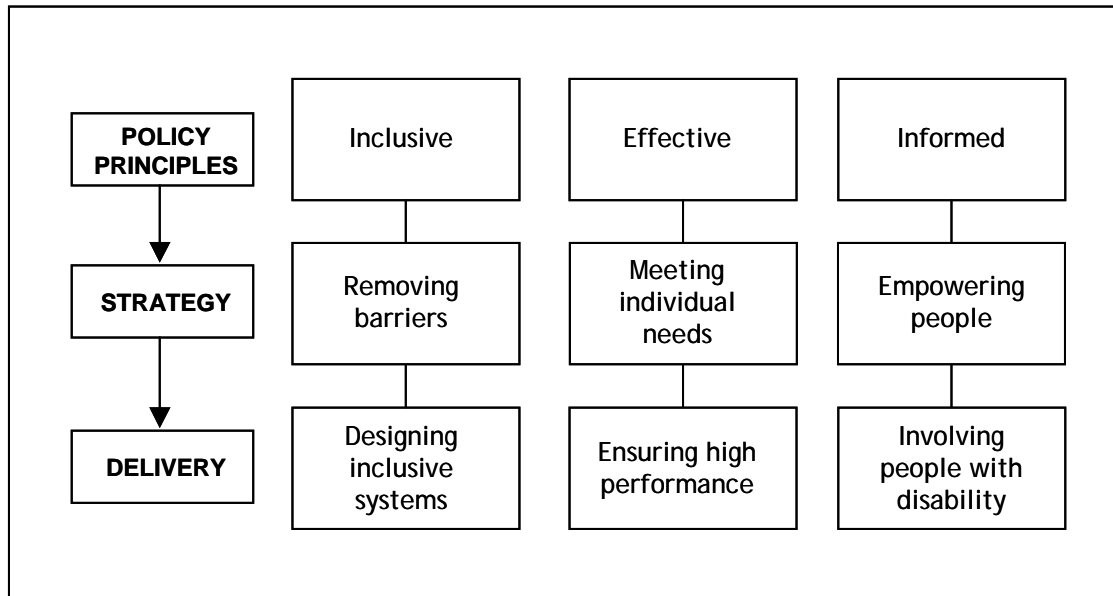 POLICY
PRINCIPLES
Inclusive
Effective
Informed
STRATEGY
Removing
barriers
Meeting
individual
needs
Empowering
people
DELIVERY
Designing
inclusive
systems
Ensuring high
performance
Involving
people with
disability